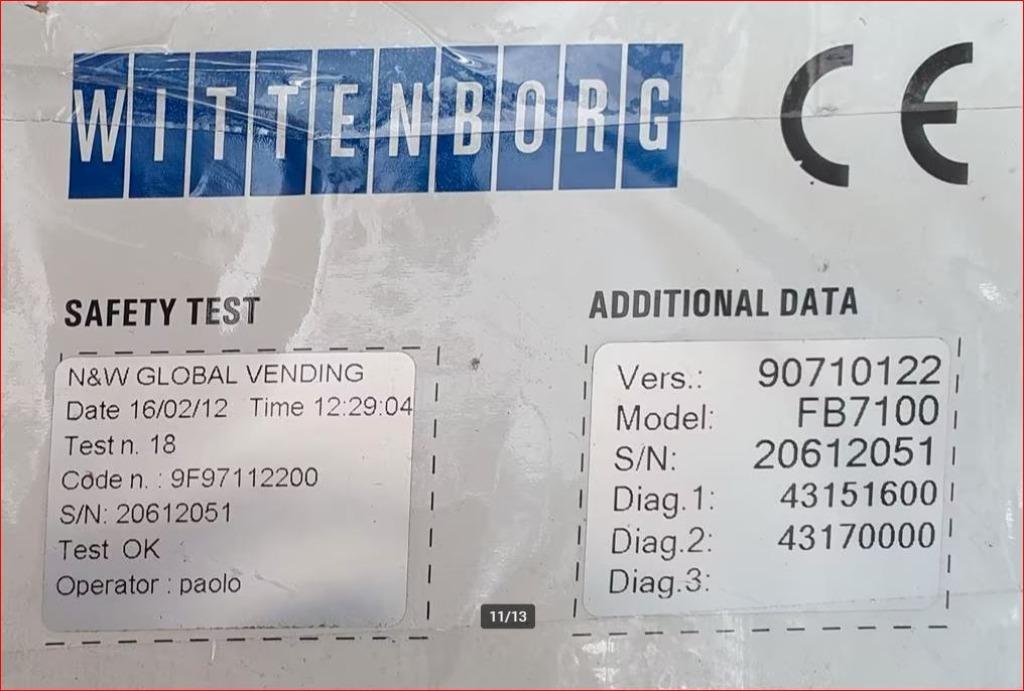 WITTENBORG CE
SAFETY TEST
N&W GLOBAL VENDING
Date 16/02/12 Time 12:29:04
Test n. 18
Code n. : 9F97112200
S/N: 20612051
Test OK
Operator : paolo
ADDITIONAL DATA
Vers.: 90710122
Model: FB7100
S/N: 20612051
Diag.1: 43151600
Diag.2: 43170000
Diag.3:
11/13